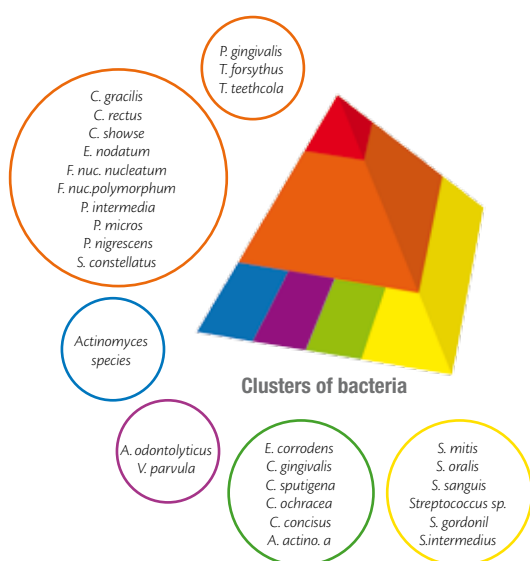 P. gingivalis
T. forsythus
T. teethcola
C. gracilis
C. rectus
C. showse
E. nodatum
F. nuc. nucleatum
F. nuc.polymorphum
P. intermedia
P. micros
P. nigrescens
S. constellatus
Actinomyces
species
Clusters of bacteria
A. odontolyticus
V. parvula
E. corrodens
C. gingivalis
C. sputigena
C. ochracea
C. concisus
A. actino. a
S. mitis
S. oralis
S. sanguis
Streptococcus sp.
S. gordonil
S.intermedius